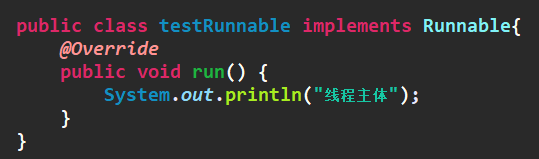 public class testRunnable implements Runnable{
    @Override
    public void run() {
        System.out.println("线程主体");
    }
}